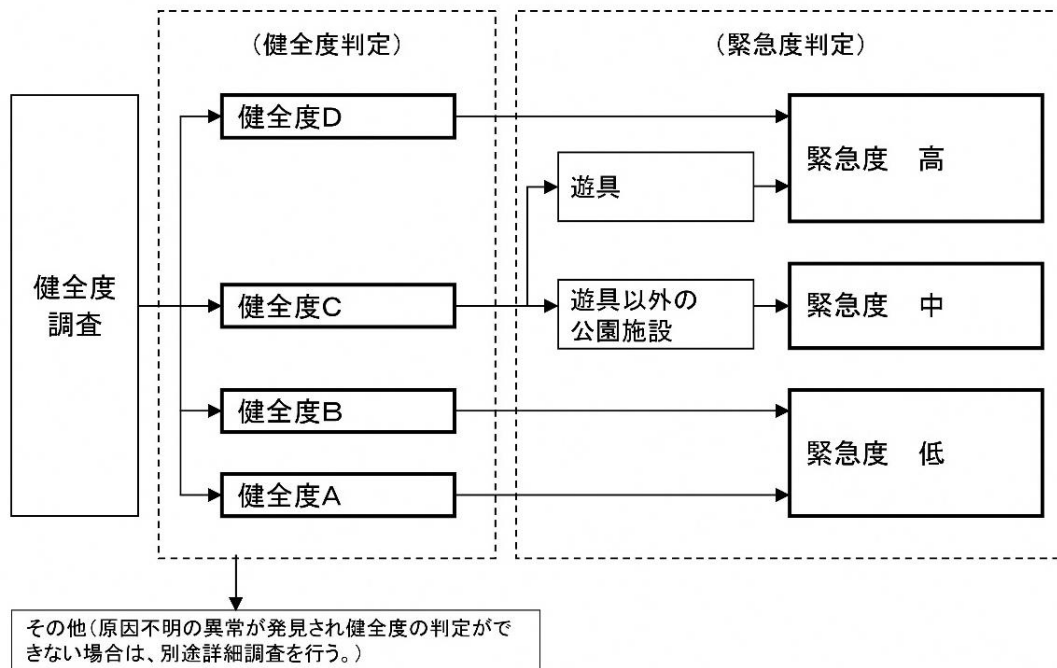 (健全度判定)
(緊急度判定)
健全度
調査
健全度D
健全度C
健全度B
健全度A
遊具
遊具以外の
公園施設
緊急度　高
緊急度　中
緊急度　低
その他(原因不明の異常が発見され健全度の判定がで
きない場合は、別途詳細調査を行う。)